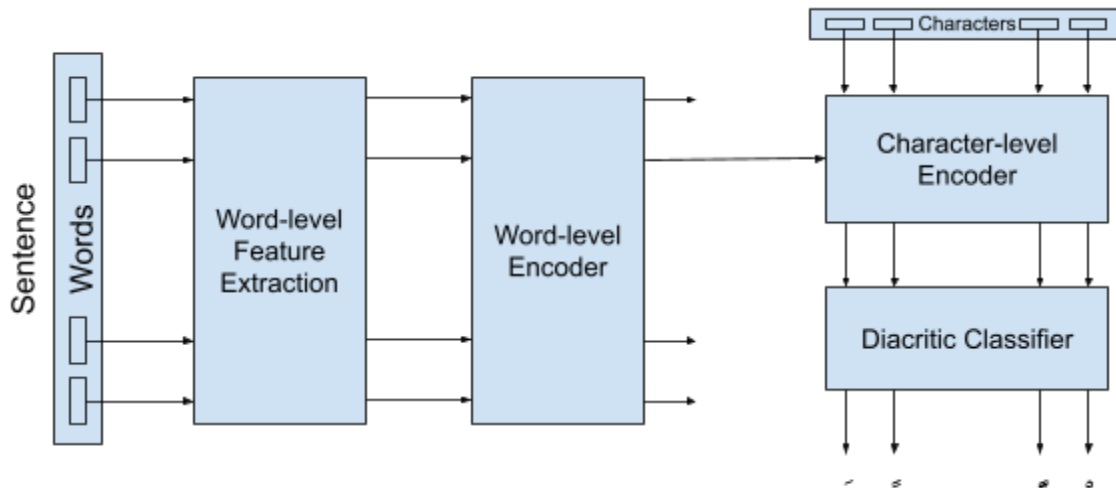 Sentence
Words
Word-level
Feature
Extraction
Word-level
Encoder
Characters
Character-level
Encoder
Diacritic Classifier